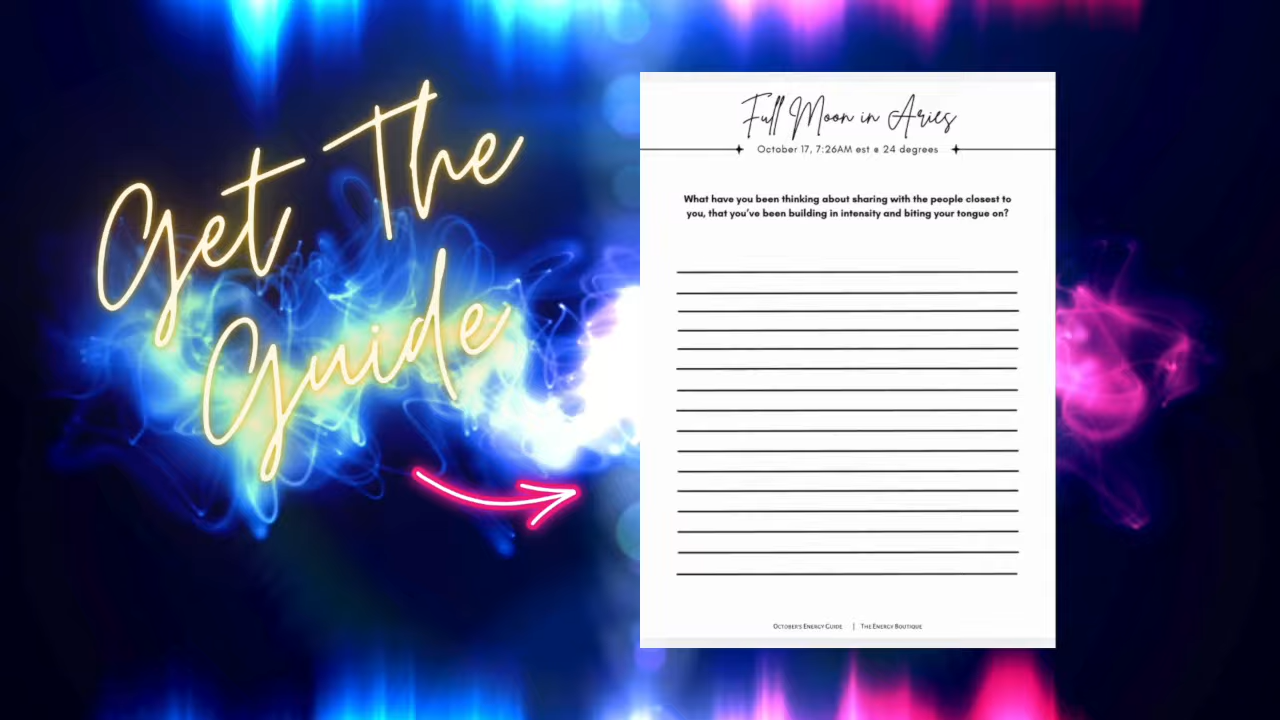 Get The
Guide
Full Moon in Aries
October 17, 7:26AM est @ 24 degrees
What have you been thinking about sharing with the people closest to
you, that you've been building in intensity and biting your tongue on?
October's Energy Guide | The Energy Boutique